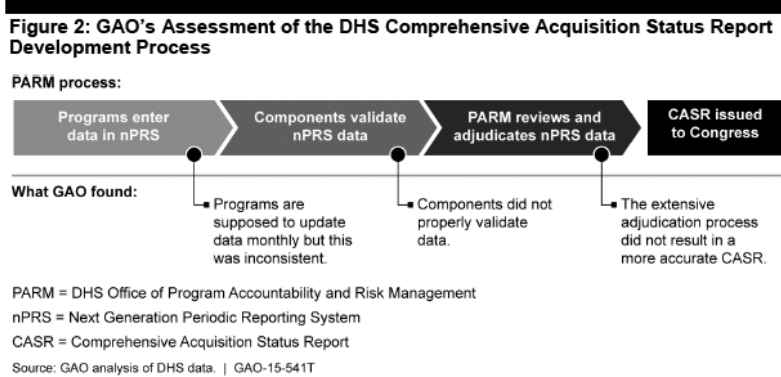 Figure 2: GAO's Assessment of the DHS Comprehensive Acquisition Status Report
Development Process
PARM process:
Programs enter
data in nPRS
Components validate
nPRS data
PARM reviews and
adjudicates nPRS data
CASR issued
to Congress
What GAO found:
Programs are
supposed to update
data monthly but this
was inconsistent.
Components did not
properly validate
data.
The extensive
adjudication process
did not result in a
more accurate CASR.
PARM = DHS Office of Program Accountability and Risk Management
nPRS = Next Generation Periodic Reporting System
CASR = Comprehensive Acquisition Status Report
Source: GAO analysis of DHS data. | GAO-15-541T